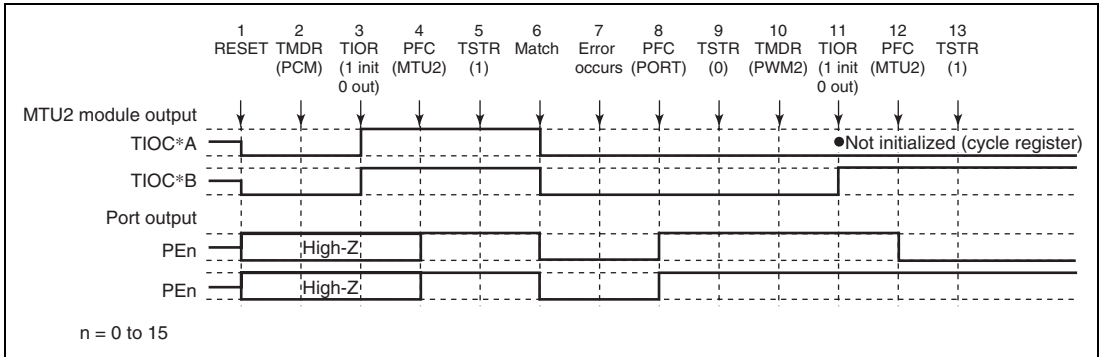 1 2 3 4 5 6 7 8 9 10 11 12 13
RESET TMDR TIOR PFC TSTR Match Error PFC TSTR TMDR TIOR PFC TSTR
(PCM) (1 init (MTU2) (1) occurs (PORT) (0) (PWM2) (1 init (MTU2) (1)
0 out) 0 out)
MTU2 module output
TIOC*A
●Not initialized (cycle register)
TIOC*B
Port output
PEn High-Z
PEn High-Z
n = 0 to 15